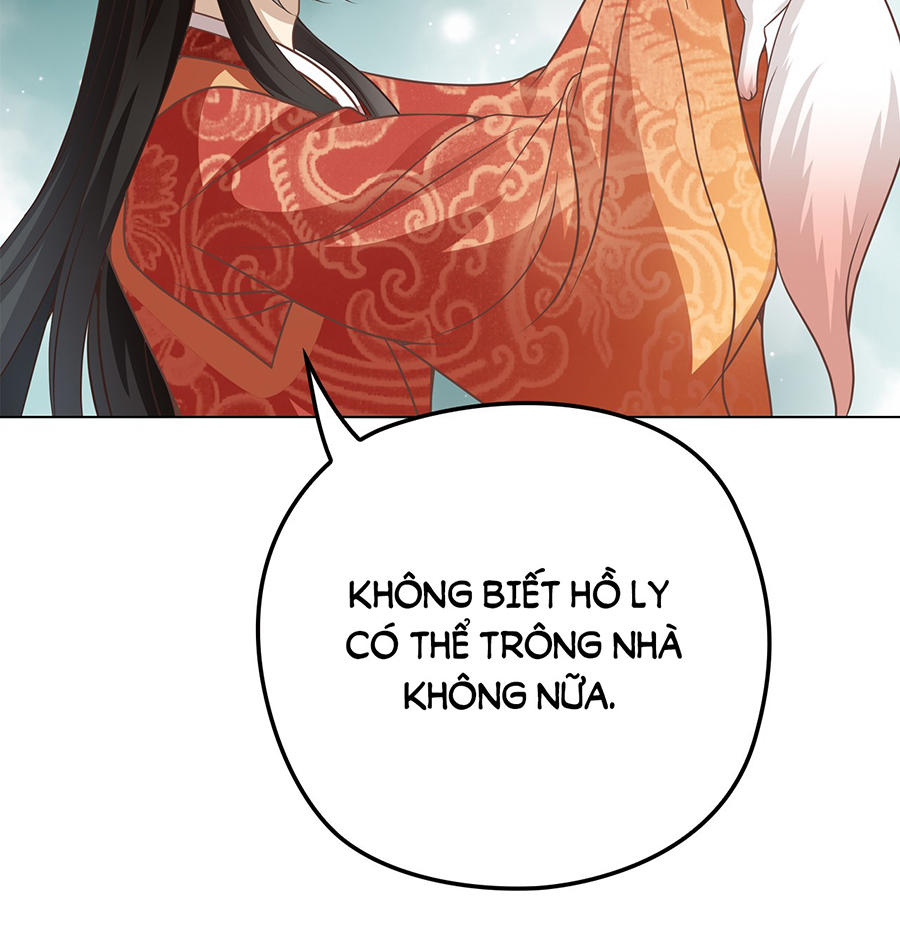 KHÔNG BIẾT HỒ LY
CÓ THỂ TRÔNG NHÀ
KHÔNG NỮA.